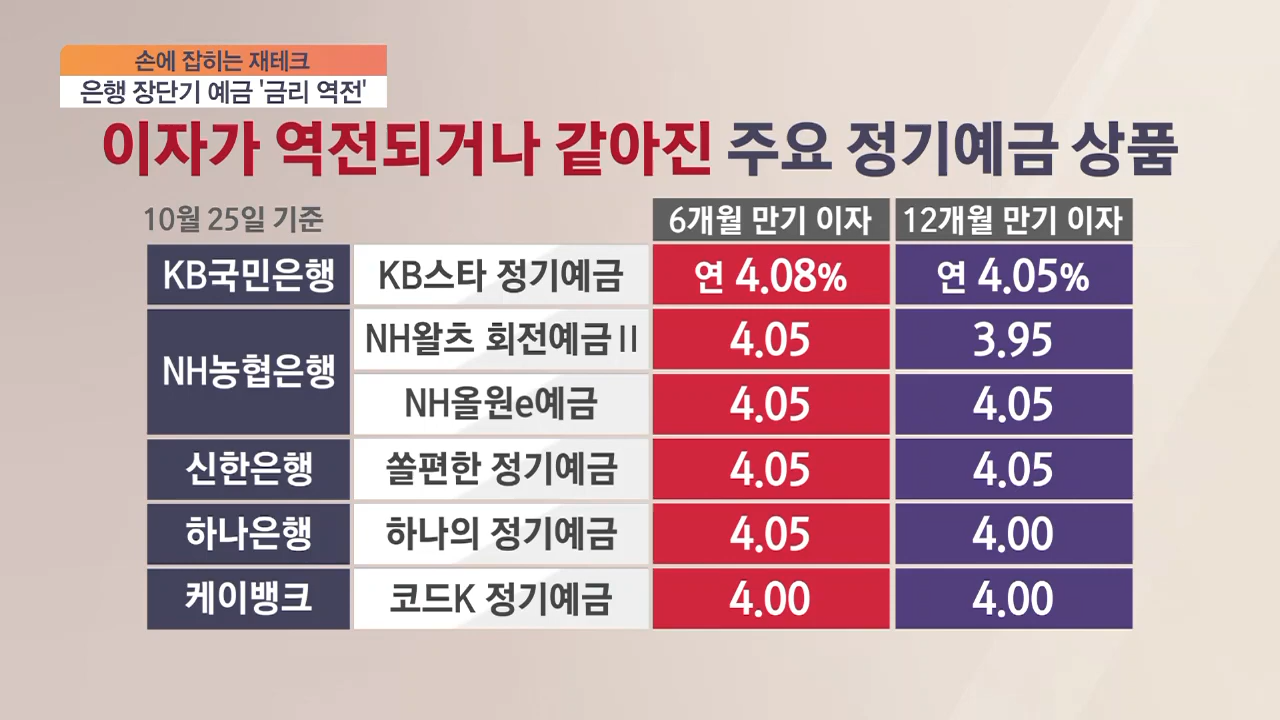 손에 잡히는 재테크
은행 장단기 예금 '금리 역전'
이자가 역전되거나 같아진 주요 정기예금 상품
10월 25일 기준 6개월 만기 이자 12개월 만기 이자
KB국민은행 KB스타 정기예금 연 4.08% 연 4.05%
NH농협은행 NH왈츠 회전예금Ⅱ 4.05 3.95
NH올원e예금 4.05 4.05
신한은행 쏠편한 정기예금 4.05 4.05
하나은행 하나의 정기예금 4.05 4.00
케이뱅크 코드K 정기예금 4.00 4.00